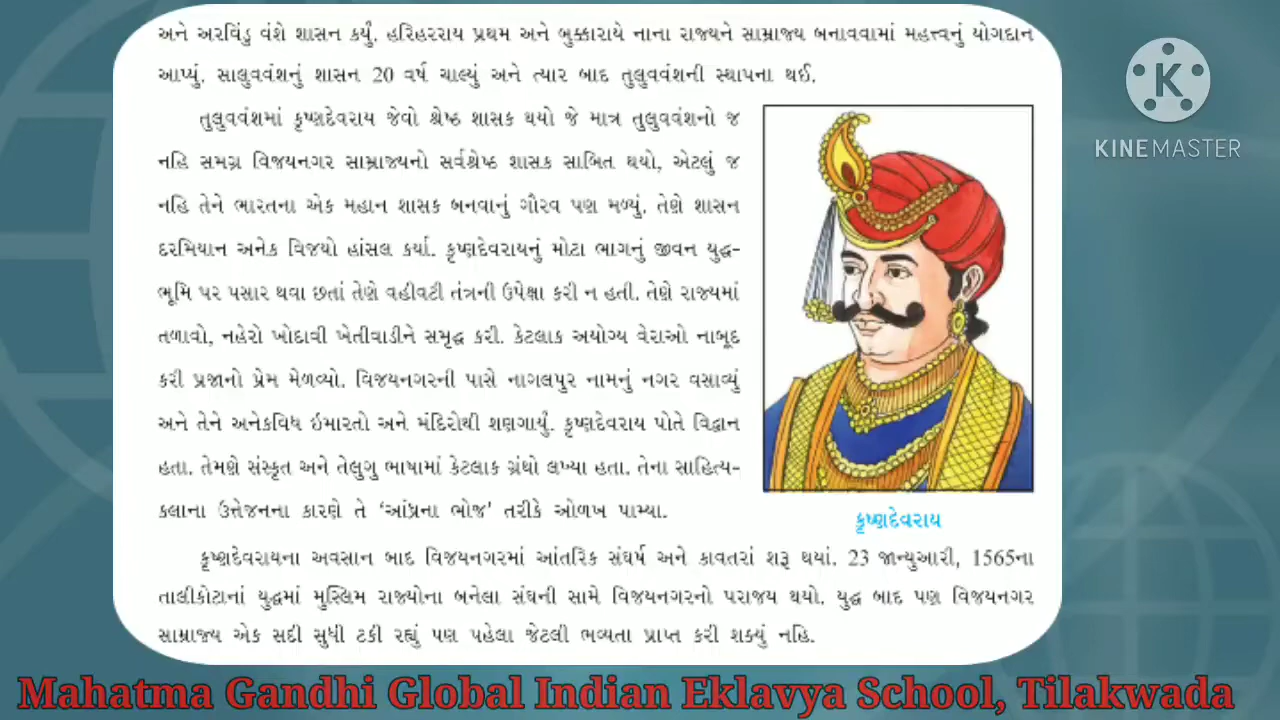 અને અરવિંડુ વંશે શાસન કર્યું. હરિહરરાય પ્રથમ અને બુક્કારાયે નાના રાજ્યને સામ્રાજ્ય બનાવવામાં મહત્ત્વનું યોગદાન
આપ્યું. સાલુવવંશનું શાસન 20 વર્ષ ચાલ્યું અને ત્યાર બાદ તુલુવવંશની સ્થાપના થઈ.
તુલુવવંશમાં કૃષ્ણદેવરાય જેવો શ્રેષ્ઠ શાસક થયો જે માત્ર તુલુવવંશનો જ
નહિ સમગ્ર વિજયનગર સામ્રાજ્યનો સર્વશ્રેષ્ઠ શાસક સાબિત થયો, એટલું જ
નહિ તેને ભારતના એક મહાન શાસક બનવાનું ગૌરવ પણ મળ્યું. તેણે શાસન
દરમિયાન અનેક વિજયો હાંસલ કર્યા. કૃષ્ણદેવરાયનું મોટા ભાગનું જીવન યુદ્ધ-
ભૂમિ પર પસાર થવા છતાં તેણે વહીવટી તંત્રની ઉપેક્ષા કરી ન હતી. તેણે રાજ્યમાં
તળાવો, નહેરો ખોદાવી ખેતીવાડીને સમૃદ્ધ કરી. કેટલાક અયોગ્ય વેરાઓ નાબૂદ
કરી પ્રજાનો પ્રેમ મેળવ્યો. વિજયનગરની પાસે નાગલપુર નામનું નગર વસાવ્યું
અને તેને અનેકવિધ ઇમારતો અને મંદિરોથી શણગાર્યું. કૃષ્ણદેવરાય પોતે વિદ્વાન
હતા. તેમણે સંસ્કૃત અને તેલુગુ ભાષામાં કેટલાક ગ્રંથો લખ્યા હતા. તેના સાહિત્ય-
કલાના ઉત્તેજનના કારણે તે ‘આંધ્રના ભોજ’ તરીકે ઓળખ પામ્યા.
કૃષ્ણદેવરાય
કૃષ્ણદેવરાયના અવસાન બાદ વિજયનગરમાં આંતરિક સંઘર્ષ અને કાવતરાં શરૂ થયાં. 23 જાન્યુઆરી, 1565ના
તાલીકોટાનાં યુદ્ધમાં મુસ્લિમ રાજ્યોના બનેલા સંઘની સામે વિજયનગરનો પરાજય થયો. યુદ્ધ બાદ પણ વિજયનગર
સામ્રાજ્ય એક સદી સુધી ટકી રહ્યું પણ પહેલા જેટલી ભવ્યતા પ્રાપ્ત કરી શક્યું નહિ.
K
KINEMASTER
Mahatma Gandhi Global Indian Eklavya School, Tilakwada